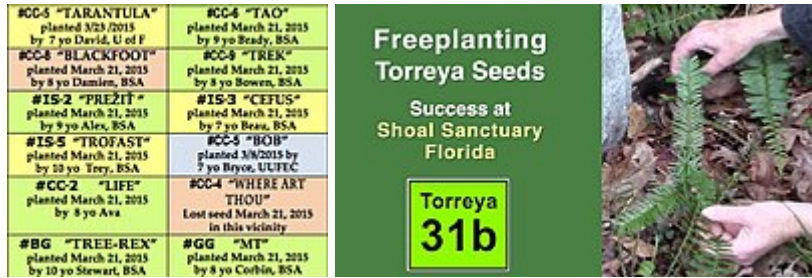 #CC-5 "TARANTULA"
planted 3/23 /2015
by 7 yo David, U of F
#CC-6 "TAO"
planted March 21, 2015
by 9 yo Brady, BSA
#CC-8 "BLACKFOOT"
planted March 21, 2015
by 8 yo Damien, BSA
#CC-9 "TREK"
planted March 21, 2015
by 8 yo Bowen, BSA
#IS-2 "PREŽIŤ"
planted March 21, 2015
by 9 yo Alex, BSA
#IS-3 "CEFUS"
planted March 21, 2015
by 7 yo Beau, BSA
#IS-5 "TROFAST"
planted March 21, 2015
by 10 yo Trey, BSA
#CC-5 "BOB"
planted 3/8/2015 by
7 yo Bryce, UUFEC
#CC-2 "LIFE"
planted March 21, 2015
by 8 yo Ava
#CC-4 "WHERE ART
THOU"
Lost seed March 21, 2015
in this vicinity
#BG "TREE-REX"
planted March 21, 2015
by 10 yo Stewart, BSA
#GG "MT"
planted March 21, 2015
by 8 yo Corbin, BSA
Freeplanting
Torreya Seeds
Success at
Shoal Sanctuary
Florida
Torreya
31b